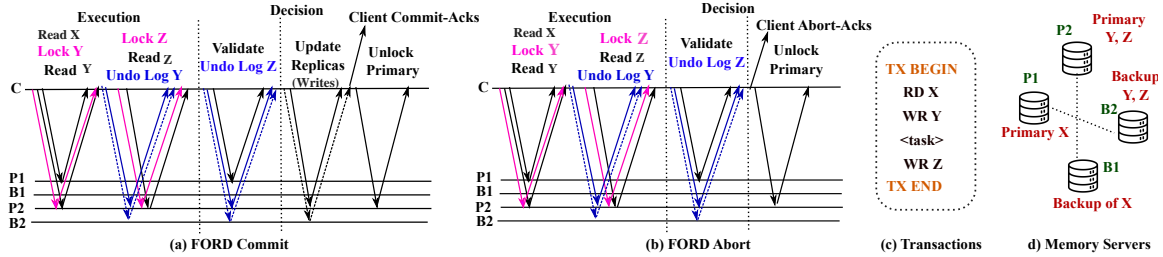 Execution
Decision
Client Commit-Acks
Read X
Lock Y
Read Y
Lock Z
Read Z
Undo Log Y
Validate
Undo Log Z
Update
Replicas
(Writes)
Unlock
Primary
C
P1
B1
P2
B2
(a) FORD Commit
Execution
Decision
Client Abort-Acks
Read X
Lock Y
Read Y
Lock Z
Read Z
Undo Log Y
Validate
Undo Log Z
Unlock
Primary
C
P1
B1
P2
B2
(b) FORD Abort
TX BEGIN
RD X
WR Y
<task>
WR Z
TX END
(c) Transactions
Primary
Y, Z
P2
P1
Backup
Y, Z
B2
Primary X
B1
Backup of X
d) Memory Servers